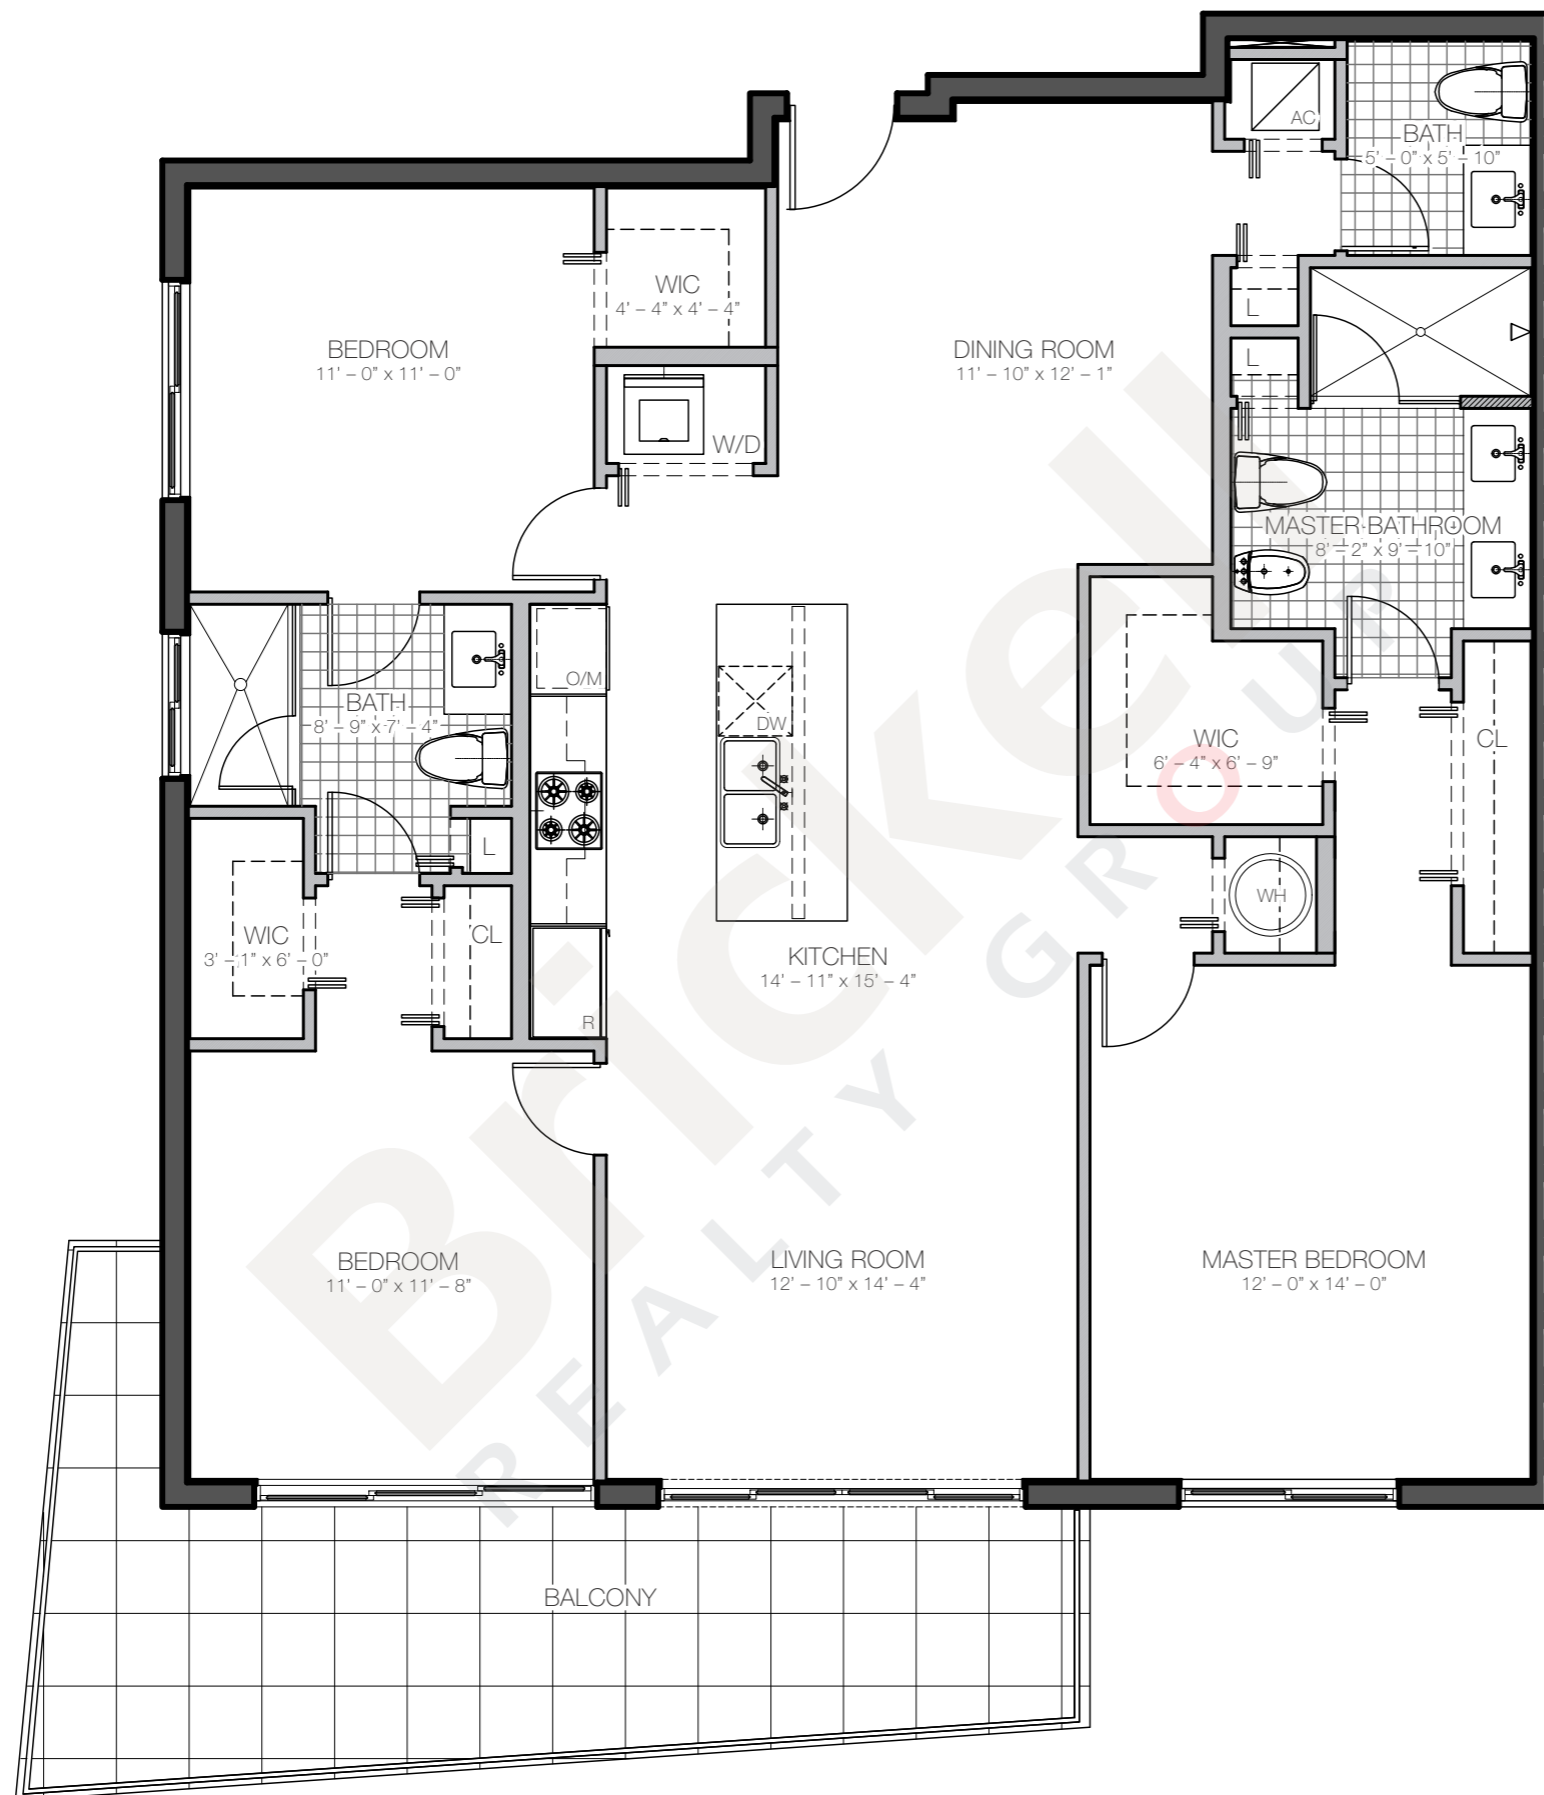 AC
BATH
5' – 0" x 5' – 10"
WIC
4' – 4" x 4' – 4"
L
BEDROOM
11' – 0" x 11' – 0"
DINING ROOM
11' – 10" x 12' – 1"
L
W/D
MASTER BATHROOM
8' – 2" x 9' – 10"
O/M
BATH
8' – 9" x 7' – 4"
DW
WIC
6' – 4" x 6' – 9"
CL
L
WH
WIC
3' – 1" x 6' – 0"
CL
KITCHEN
14' – 11" x 15' – 4"
R
BEDROOM
11' – 0" x 11' – 8"
LIVING ROOM
12' – 10" x 14' – 4"
MASTER BEDROOM
12' – 0" x 14' – 0"
BALCONY
Brickell
REALTY GROUP